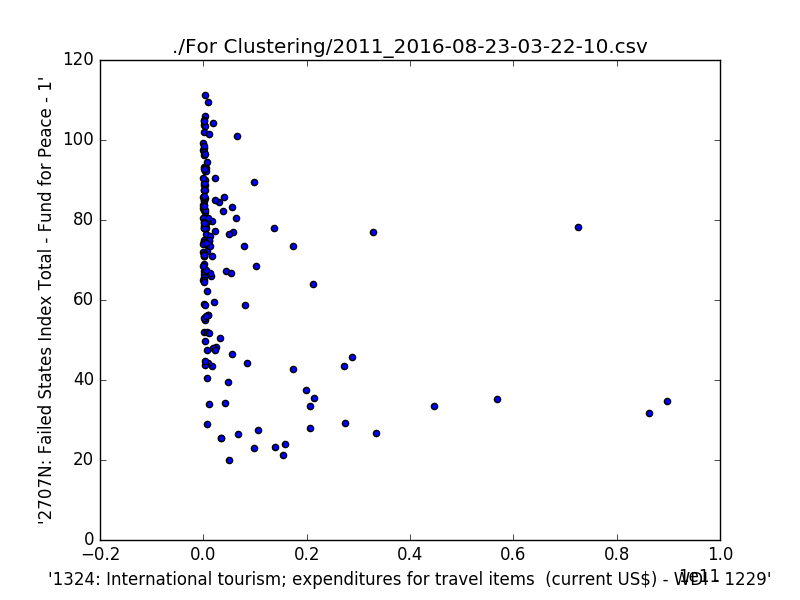 ./For Clustering/2011_2016-08-23-03-22-10.csv
'2707N: Failed States Index Total - Fund for Peace - 1'
120
100
80
60
40
20
0
−0.2 0.0 0.2 0.4 0.6 0.8 1.0
1e11
'1324: International tourism; expenditures for travel items  (current US$) - WDI - 1229'